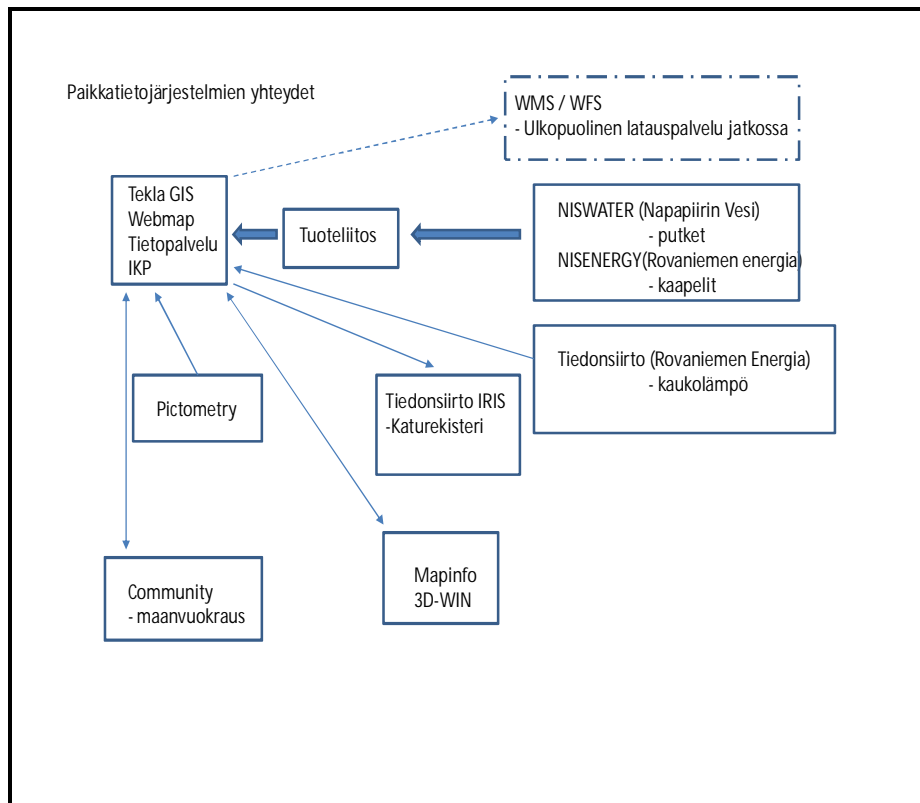 Paikkatietojärjestelmien yhteydet
WMS / WFS
- Ulkopuolinen latauspalvelu jatkossa
Tekla GIS
Webmap
Tietopalvelu
IKP
Tuoteliitos
NISWATER (Napapiirin Vesi)
- putket
NISENERGY(Rovaniemen energia)
- kaapelit
Tiedonsiirto (Rovaniemen Energia)
- kaukolämpö
Pictometry
Tiedonsiirto IRIS
-Katurekisteri
Community
- maanvuokraus
Mapinfo
3D-WIN